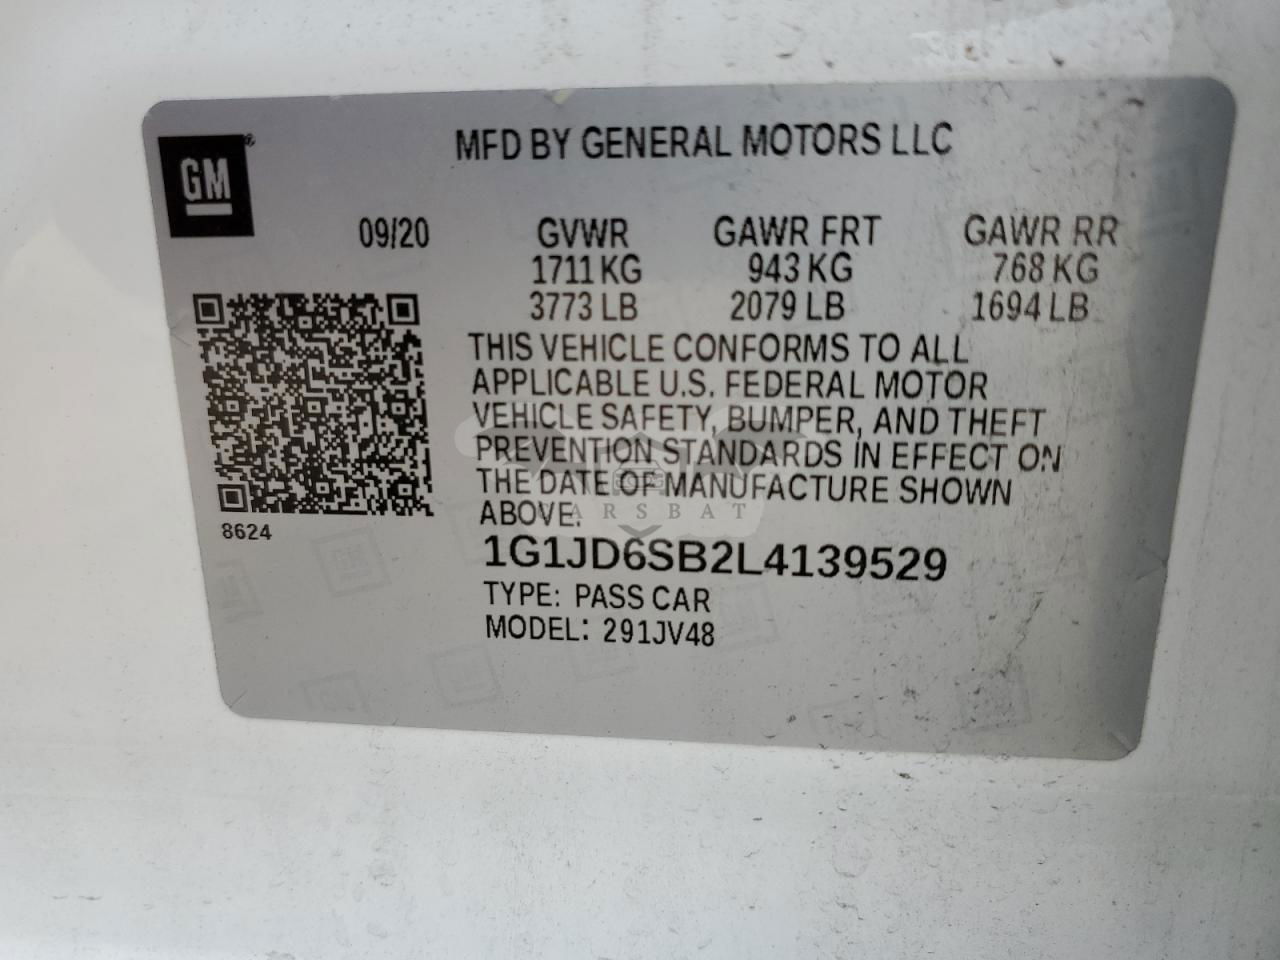 GM
MFD BY GENERAL MOTORS LLC
09/20 GVWR GAWR FRT GAWR RR
1711 KG 943 KG 768 KG
3773 LB 2079 LB 1694 LB
THIS VEHICLE CONFORMS TO ALL
APPLICABLE U.S. FEDERAL MOTOR
VEHICLE SAFETY, BUMPER, AND THEFT
PREVENTION STANDARDS IN EFFECT ON
THE DATE OF MANUFACTURE SHOWN
ABOVE.
8624
1G1JD6SB2L4139529
TYPE: PASS CAR
MODEL: 291JV48
CARSBAT